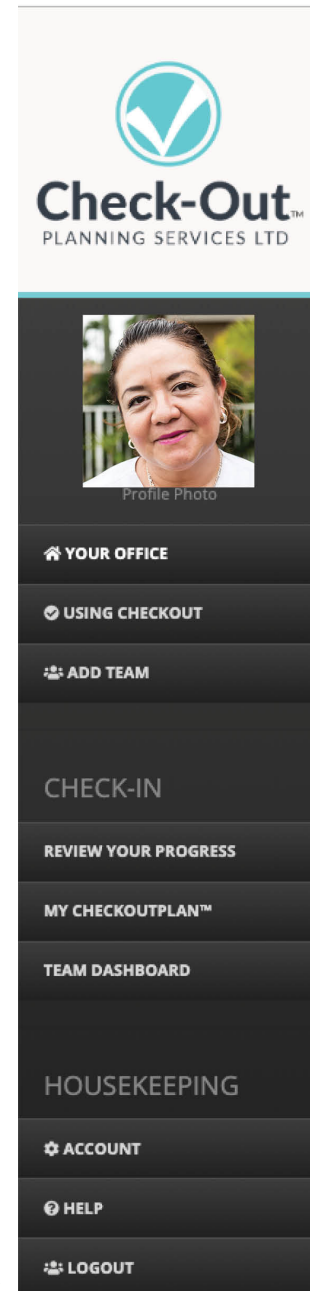 Check-Out™
PLANNING SERVICES LTD
Profile Photo
YOUR OFFICE
USING CHECKOUT
ADD TEAM
CHECK-IN
REVIEW YOUR PROGRESS
MY CHECKOUTPLAN™
TEAM DASHBOARD
HOUSEKEEPING
ACCOUNT
HELP
LOGOUT